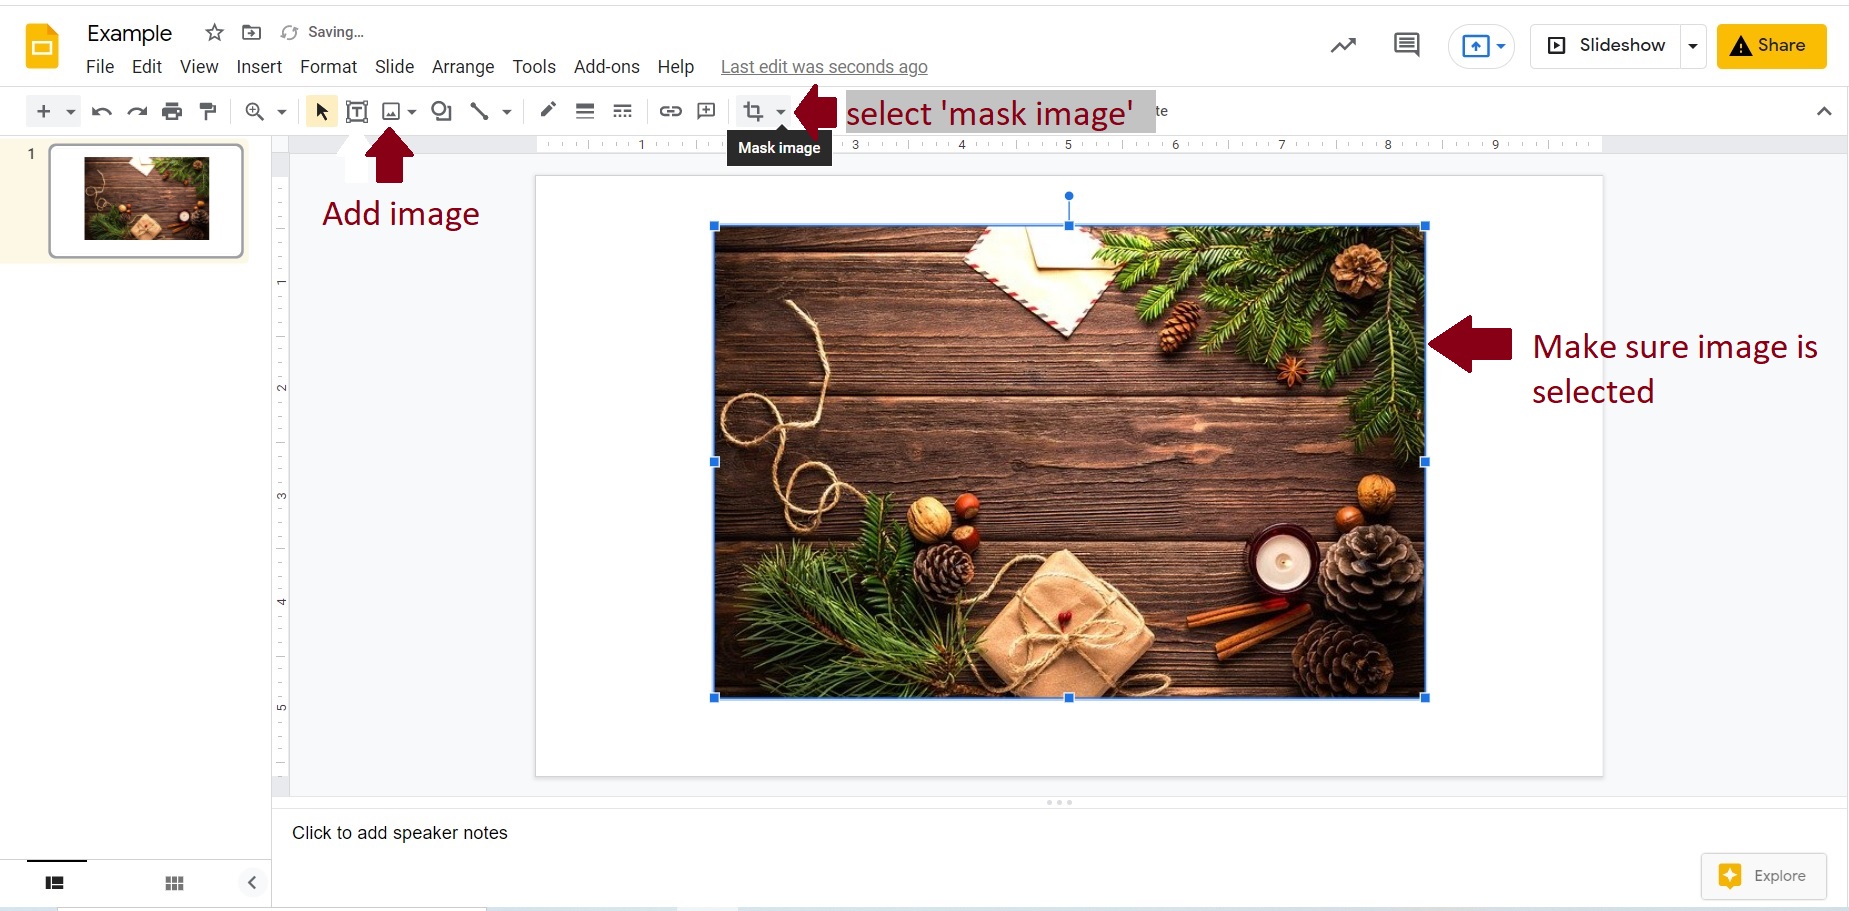 Example
Saving...
File Edit View Insert Format Slide Arrange Tools Add-ons Help Last edit was seconds ago
Slideshow
Share
select 'mask image'
te
Mask image
1 3 4 5 6 7 8 9
1
Add image
1
2
3
4
5
Make sure image is
selected
Click to add speaker notes
Explore